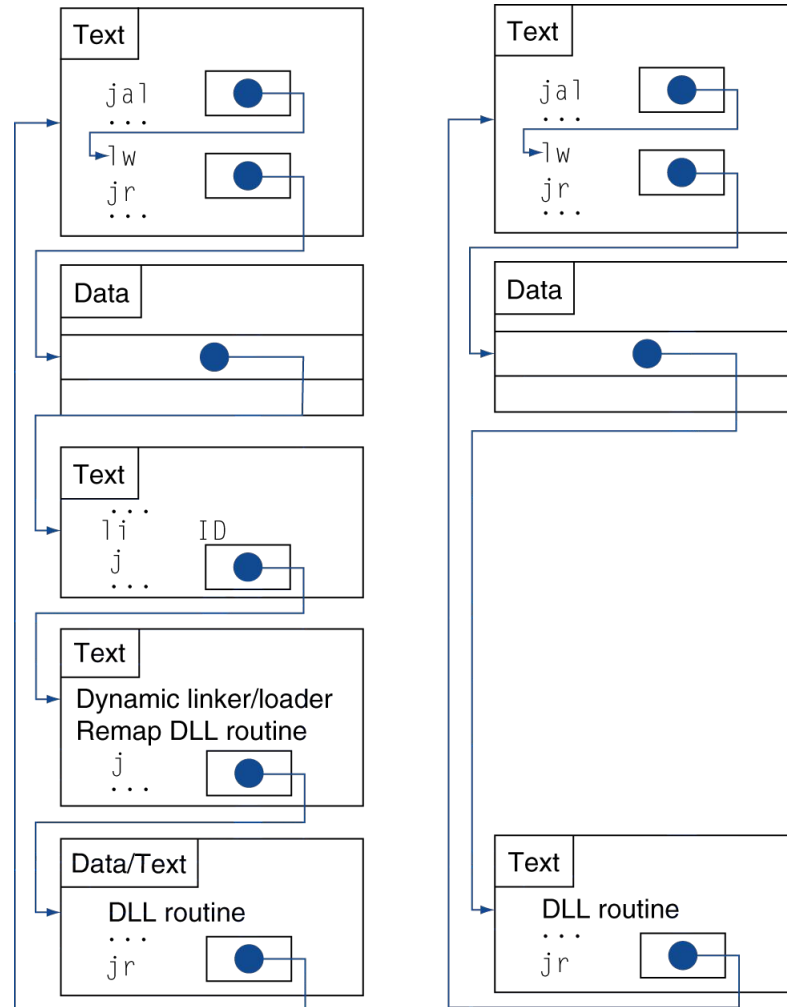 Text
jal
...
lw
jr
...
Data
Text
...
li ID
j
...
Text
Dynamic linker/loader
Remap DLL routine
j
...
Data/Text
DLL routine
...
jr
Text
jal
...
lw
jr
...
Data
Text
DLL routine
...
jr